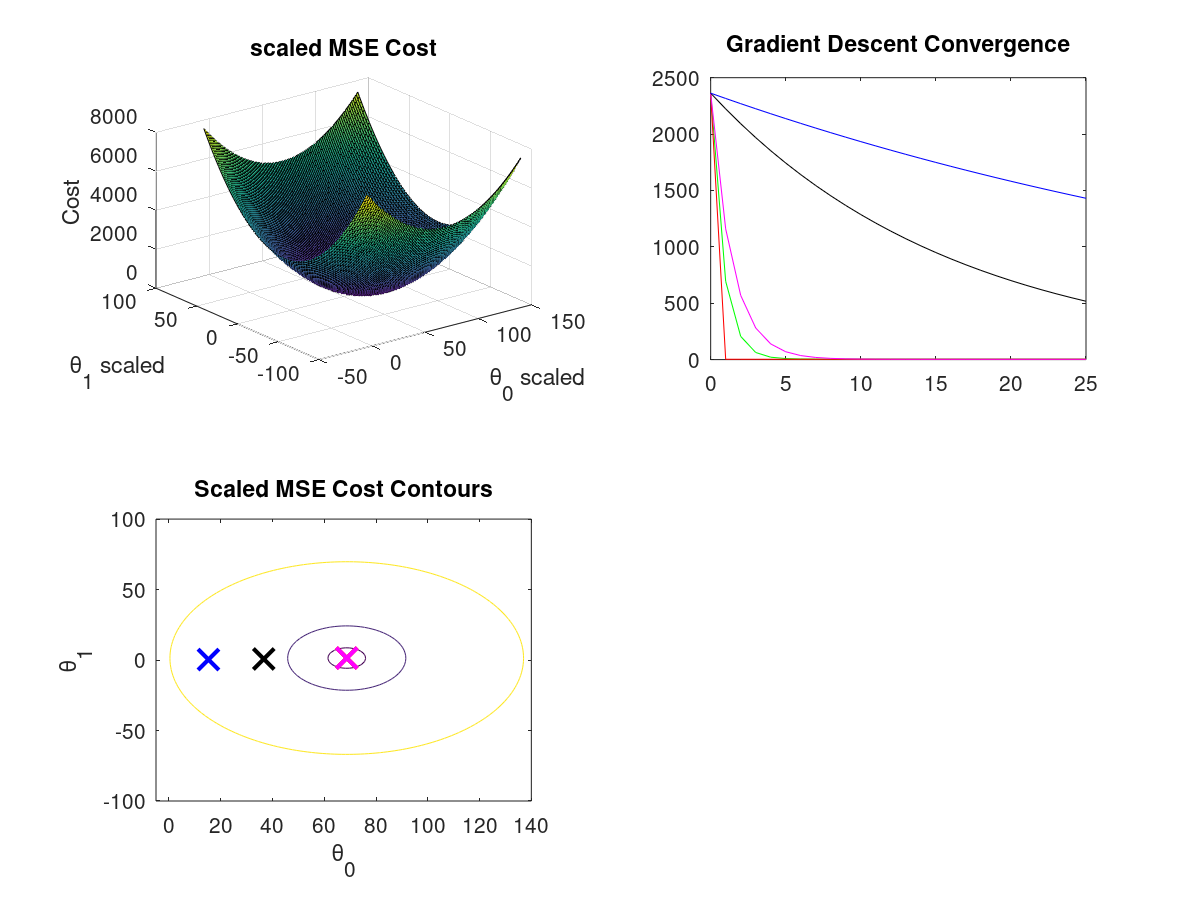 scaled MSE Cost
8000
6000
4000
2000
0
Cost
100
50
0
-50
-100
θ1 scaled
-50
0
50
100
150
θ0 scaled
Gradient Descent Convergence
2500
2000
1500
1000
500
0
0 5 10 15 20 25
Scaled MSE Cost Contours
100
50
0
-50
-100
θ1
0 20 40 60 80 100 120 140
θ0